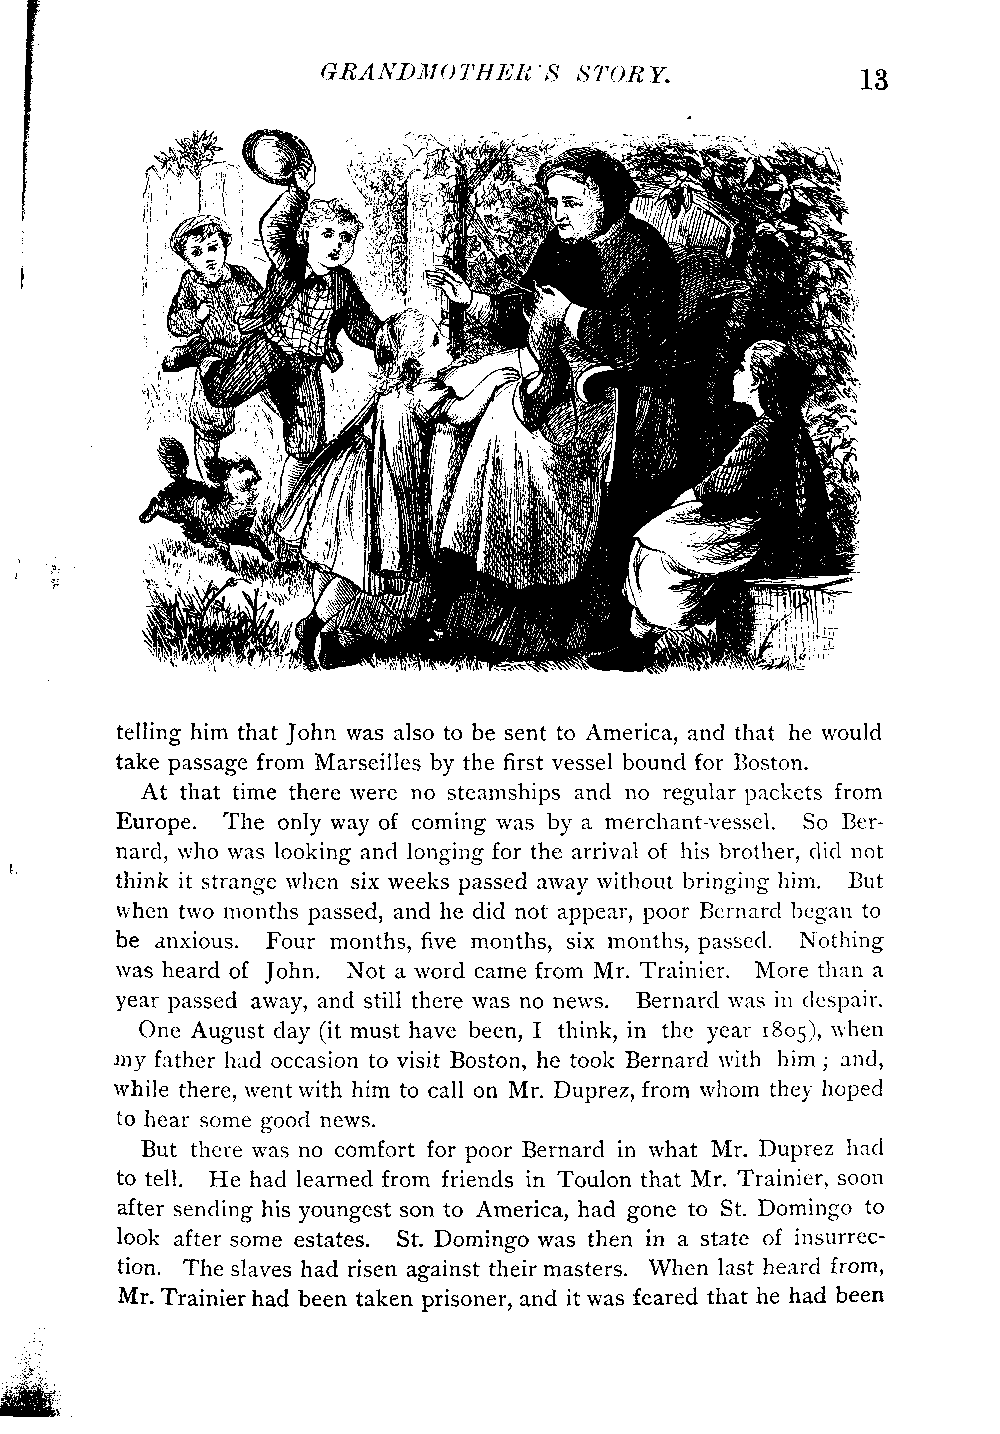 GRANDMOTHER'S STORY. 13
telling him that John was also to be sent to America, and that he would
take passage from Marseilles by the first vessel bound for Boston.
At that time there were no steamships and no regular packets from
Europe. The only way of coming was by a merchant-vessel. So Ber-
nard, who was looking and longing for the arrival of his brother, did not
think it strange when six weeks passed away without bringing him. But
when two months passed, and he did not appear, poor Bernard began to
be anxious. Four months, five months, six months, passed. Nothing
was heard of John. Not a word came from Mr. Trainier. More than a
year passed away, and still there was no news. Bernard was in despair.
One August day (it must have been, I think, in the year 1805), when
my father had occasion to visit Boston, he took Bernard with him; and,
while there, went with him to call on Mr. Duprez, from whom they hoped
to hear some good news.
But there was no comfort for poor Bernard in what Mr. Duprez had
to tell. He had learned from friends in Toulon that Mr. Trainier, soon
after sending his youngest son to America, had gone to St. Domingo to
look after some estates. St. Domingo was then in a state of insurrec-
tion. The slaves had risen against their masters. When last heard from,
Mr. Trainier had been taken prisoner, and it was feared that he had been